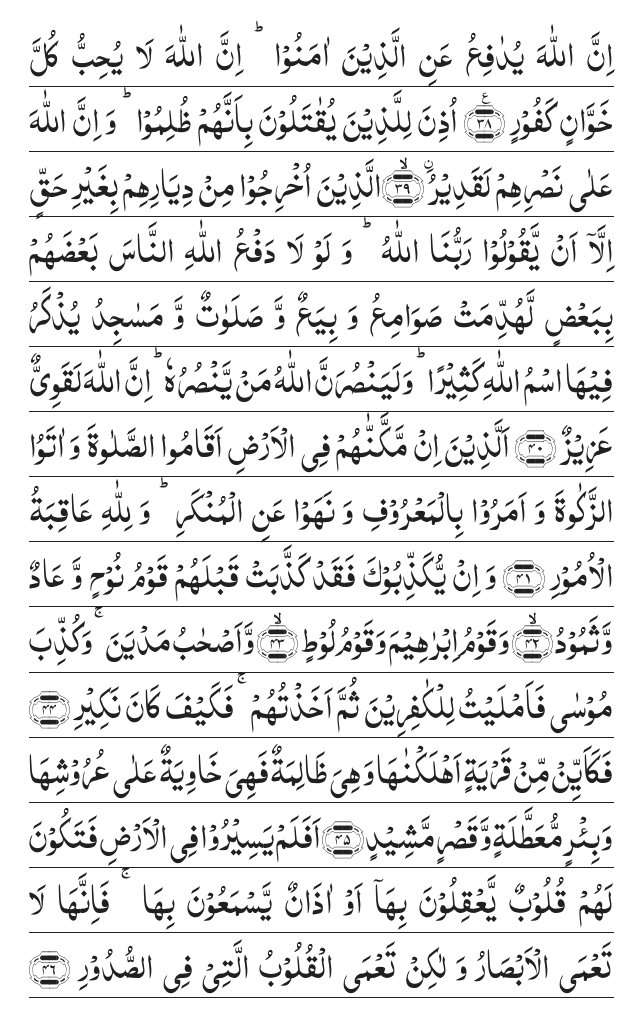 اِنَّ اللّٰهَ يُدٰفِعُ عَنِ الَّذِيْنَ اٰمَنُوْا ؕ اِنَّ اللّٰهَ لَا يُحِبُّ كُلَّ
خَوَّانٍ كَفُوْرٍ ﴿۳۸﴾ ع اُذِنَ لِلَّذِيْنَ يُقٰتَلُوْنَ بِاَنَّهُمْ ظُلِمُوْا ؕ وَ اِنَّ اللّٰهَ
عَلٰى نَصْرِهِمْ لَقَدِيْرُ ۨ ﴿۳۹﴾ ۙ الَّذِيْنَ اُخْرِجُوْا مِنْ دِيَارِهِمْ بِغَيْرِ حَقٍّ
اِلَّاۤ اَنْ يَّقُوْلُوْا رَبُّنَا اللّٰهُ ؕ وَ لَوْ لَا دَفْعُ اللّٰهِ النَّاسَ بَعْضَهُمْ
بِبَعْضٍ لَّهُدِّمَتْ صَوَامِعُ وَ بِيَعٌ وَّ صَلَوٰتٌ وَّ مَسٰجِدُ يُذْكَرُ
فِيْهَا اسْمُ اللّٰهِ كَثِيْرًا ؕ وَلَيَنْصُرَنَّ اللّٰهُ مَنْ يَّنْصُرُهٗ ؕ اِنَّ اللّٰهَ لَقَوِيٌّ
عَزِيْزٌ ﴿۴۰﴾ اَلَّذِيْنَ اِنْ مَّكَّنّٰهُمْ فِي الْاَرْضِ اَقَامُوا الصَّلٰوةَ وَ اٰتَوُا
الزَّكٰوةَ وَ اَمَرُوْا بِالْمَعْرُوْفِ وَ نَهَوْا عَنِ الْمُنْكَرِ ؕ وَ لِلّٰهِ عَاقِبَةُ
الْاُمُوْرِ ﴿۴۱﴾ وَ اِنْ يُّكَذِّبُوْكَ فَقَدْ كَذَّبَتْ قَبْلَهُمْ قَوْمُ نُوْحٍ وَّ عَادٌ
وَّثَمُوْدُ ﴿۴۲﴾ ۙ وَقَوْمُ اِبْرٰهِيْمَ وَقَوْمُ لُوْطٍ ﴿۴۳﴾ ۙ وَّاَصْحٰبُ مَدْيَنَ ۚ وَكُذِّبَ
مُوْسٰى فَاَمْلَيْتُ لِلْكٰفِرِيْنَ ثُمَّ اَخَذْتُهُمْ ۚ فَكَيْفَ كَانَ نَكِيْرِ ﴿۴۴﴾
فَكَاَيِّنْ مِّنْ قَرْيَةٍ اَهْلَكْنٰهَا وَهِيَ ظَالِمَةٌ فَهِيَ خَاوِيَةٌ عَلٰى عُرُوْشِهَا
وَبِئْرٍ مُّعَطَّلَةٍ وَّقَصْرٍ مَّشِيْدٍ ﴿۴۵﴾ اَفَلَمْ يَسِيْرُوْا فِي الْاَرْضِ فَتَكُوْنَ
لَهُمْ قُلُوْبٌ يَّعْقِلُوْنَ بِهَاۤ اَوْ اٰذَانٌ يَّسْمَعُوْنَ بِهَا ۚ فَاِنَّهَا لَا
تَعْمَى الْاَبْصَارُ وَ لٰكِنْ تَعْمَى الْقُلُوْبُ الَّتِيْ فِي الصُّدُوْرِ ﴿۴۶﴾